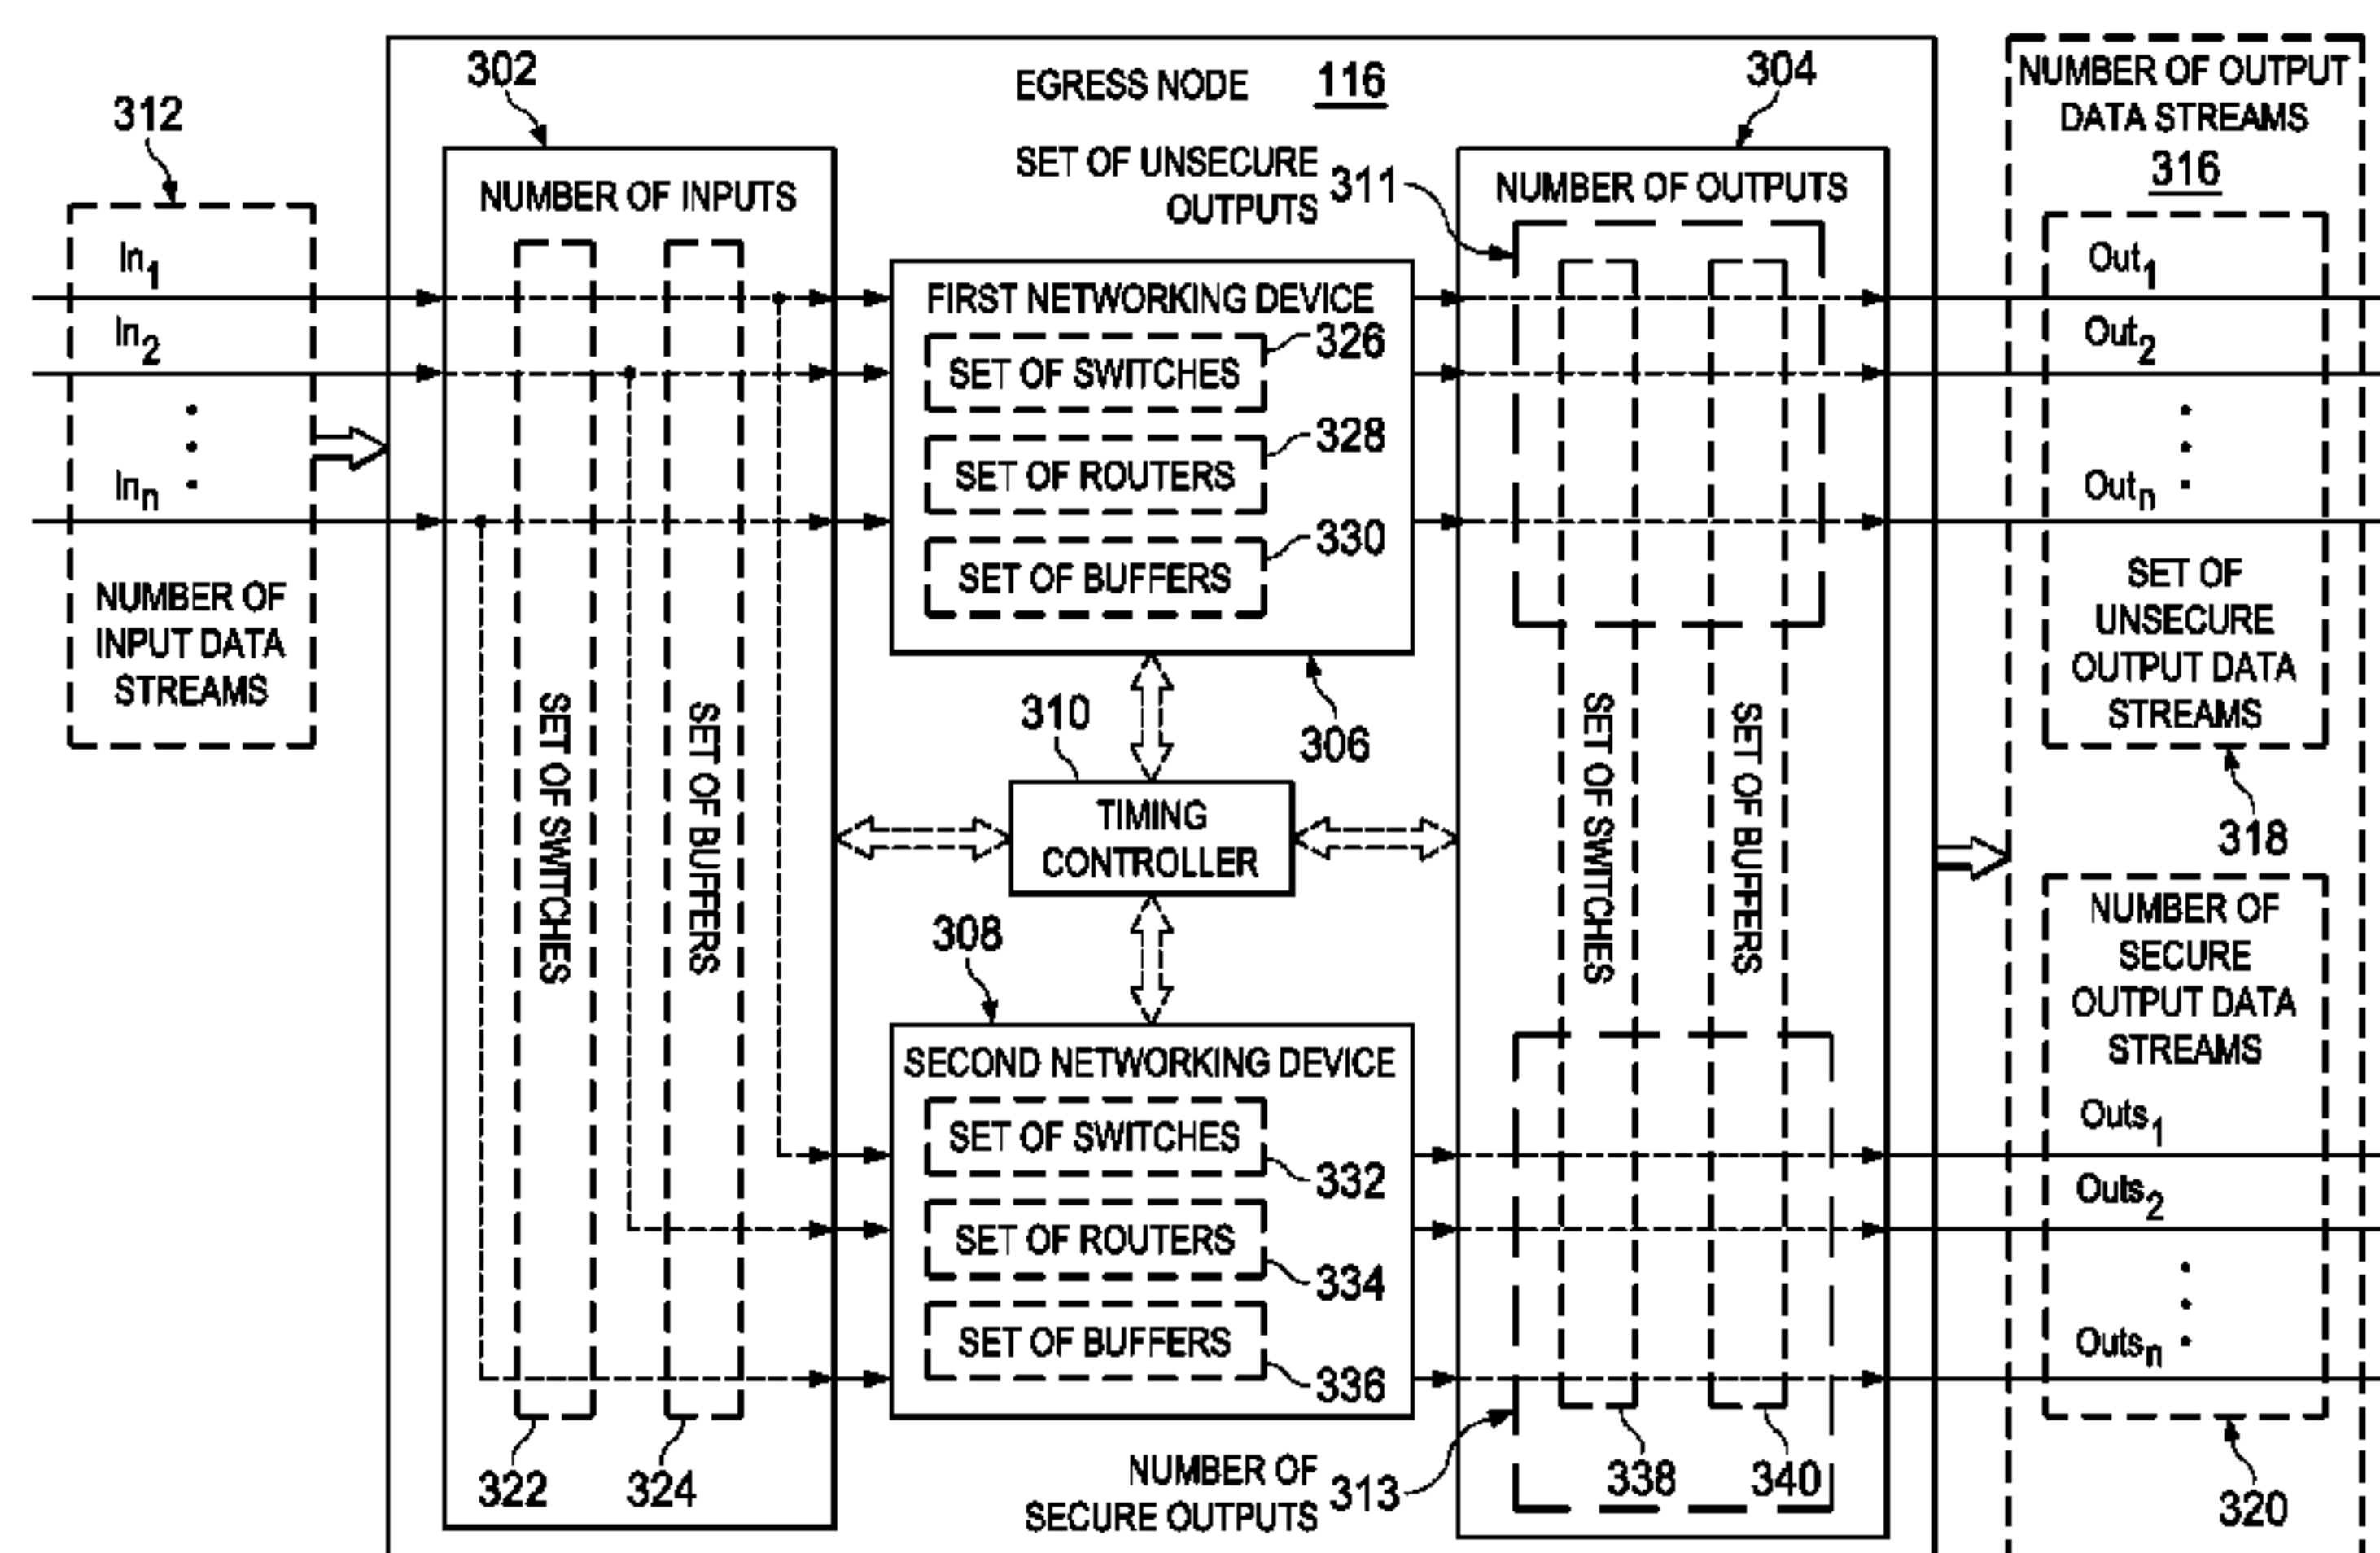 302
EGRESS NODE 116
304
NUMBER OF OUTPUT
DATA STREAMS
316
312
SET OF UNSECURE
OUTPUTS
311
NUMBER OF INPUTS
NUMBER OF OUTPUTS
In1
In2
Inn
NUMBER OF
INPUT DATA
STREAMS
SET OF SWITCHES
SET OF BUFFERS
322
324
FIRST NETWORKING DEVICE
SET OF SWITCHES
326
SET OF ROUTERS
328
SET OF BUFFERS
330
306
310
TIMING
CONTROLLER
308
SECOND NETWORKING DEVICE
SET OF SWITCHES
332
SET OF ROUTERS
334
SET OF BUFFERS
336
NUMBER OF
SECURE OUTPUTS
313
SET OF SWITCHES
SET OF BUFFERS
338
340
Out1
Out2
Outn
SET OF
UNSECURE
OUTPUT DATA
STREAMS
318
NUMBER OF
SECURE
OUTPUT DATA
STREAMS
Outs1
Outs2
Outsn
320